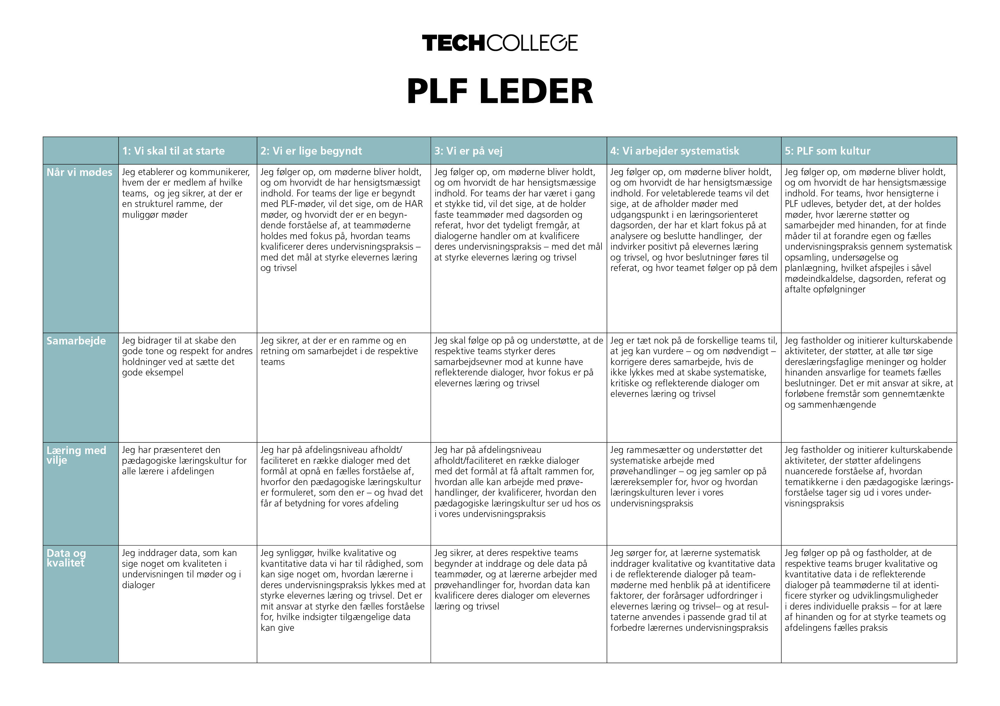 TECHCOLLEGE
PLF LEDER
1: Vi skal til at starte
2: Vi er lige begyndt
3: Vi er på vej
4: Vi arbejder systematisk
5: PLF som kultur
Når vi mødes
Jeg etablerer og kommunikerer,
hvem der er medlem af hvilke
teams,  og jeg sikrer, at der er
en strukturel ramme, der
muliggør møder
Jeg følger op, om møderne bliver holdt,
og om hvorvidt de har hensigtsmæssigt
indhold. For teams der lige er begyndt
med PLF-møder, vil det sige, om de HAR
møder, og hvorvidt der er en begyn-
dende forståelse af, at teammøderne
holdes med fokus på, hvordan teams
kvalificerer deres undervisningspraksis –
med det mål at styrke elevernes læring
og trivsel
Jeg følger op, om møderne bliver holdt,
og om hvorvidt de har hensigtsmæssige
indhold. For teams der har været i gang
et stykke tid, vil det sige, at de holder
faste teammøder med dagsorden og
referat, hvor det tydeligt fremgår, at
dialogerne handler om at kvalificere
deres undervisningspraksis – med det mål
at styrke elevernes læring og trivsel
Jeg følger op, om møderne bliver holdt,
og om hvorvidt de har hensigtsmæssige
indhold. For veletablerede teams vil det
sige, at de afholder møder med
udgangspunkt i en læringsorienteret
dagsorden, der har et klart fokus på at
analysere og beslutte handlinger,  der
indvirker positivt på elevernes læring
og trivsel, og hvor beslutninger føres til
referat, og hvor teamet følger op på dem
Jeg følger op, om møderne bliver holdt,
og om hvorvidt de har hensigtsmæssige
indhold. For teams, hvor hensigterne i
PLF udleves, betyder det, at der holdes
møder, hvor lærerne støtter og
samarbejder med hinanden, for at finde
måder til at forandre egen og fælles
undervisningspraksis gennem systematisk
opsamling, undersøgelse og
planlægning, hvilket afspejles i såvel
mødeindkaldelse, dagsorden, referat og
aftalte opfølgninger
Samarbejde
Jeg bidrager til at skabe den
gode tone og respekt for andres
holdninger ved at sætte det
gode eksempel
Jeg sikrer, at der er en ramme og en
retning om samarbejdet i de respektive
teams
Jeg skal følge op på og understøtte, at de
respektive teams styrker deres
samarbejdsevner mod at kunne have
reflekterende dialoger, hvor fokus er på
elevernes læring og trivsel
Jeg er tæt nok på de forskellige teams til,
at jeg kan vurdere – og om nødvendigt –
korrigere deres samarbejde, hvis de
ikke lykkes med at skabe systematiske,
kritiske og reflekterende dialoger om
elevernes læring og trivsel
Jeg fastholder og initierer kulturskabende
aktiviteter, der støtter, at alle tør sige
dereslæringsfaglige meninger og holder
hinanden ansvarlige for teamets fælles
beslutninger. Det er mit ansvar at sikre, at
forløbene fremstår som gennemtænkte
og sammenhængende
Læring med
vilje
Jeg har præsenteret den
pædagogiske læringskultur for
alle lærere i afdelingen
Jeg har på afdelingsniveau afholdt/
faciliteret en række dialoger med det
formål at opnå en fælles forståelse af,
hvorfor den pædagogiske læringskultur
er formuleret, som den er – og hvad det
får af betydning for vores afdeling
Jeg har på afdelingsniveau
afholdt/faciliteret en række dialoger
med det formål at få aftalt rammen for,
hvordan alle kan arbejde med prøve-
handlinger, der kvalificerer, hvordan den
pædagogiske læringskultur ser ud hos os
i vores undervisningspraksis
Jeg rammesætter og understøtter det
systematiske arbejde med
prøvehandlinger – og jeg samler op på
lærereksempler for, hvor og hvordan
læringskulturen lever i vores
undervisningspraksis
Jeg fastholder og initierer kulturskabende
aktiviteter, der støtter afdelingens
nuancerede forståelse af, hvordan
tematikkerne i den pædagogiske lærings-
forståelse tager sig ud i vores under-
visningspraksis
Data og
kvalitet
Jeg inddrager data, som kan
sige noget om kvaliteten i
undervisningen til møder og i
dialoger
Jeg synliggør, hvilke kvalitative og
kvantitative data vi har til rådighed, som
kan sige noget om, hvordan lærerne i
deres undervisningspraksis lykkes med at
styrke elevernes læring og trivsel. Det er
mit ansvar at styrke den fælles forståelse
for, hvilke indsigter tilgængelige data
kan give
Jeg sikrer, at deres respektive teams
begynder at inddrage og dele data på
teammøder, og at lærerne arbejder med
prøvehandlinger for, hvordan data kan
kvalificere deres dialoger om elevernes
læring og trivsel
Jeg sørger for, at lærerne systematisk
inddrager kvalitative og kvantitative data
i de reflekterende dialoger på team-
møderne med henblik på at identificere
faktorer, der forårsager udfordringer i
elevernes læring og trivsel– og at resul-
taterne anvendes i passende grad til at
forbedre lærernes undervisningspraksis
Jeg følger op på og fastholder, at de
respektive teams bruger kvalitative og
kvantitative data i de reflekterende
dialoger på teammøderne til at identi-
ficere styrker og udviklingsmuligheder
i deres individuelle praksis – for at lære
af hinanden og for at styrke teamets og
afdelingens fælles praksis